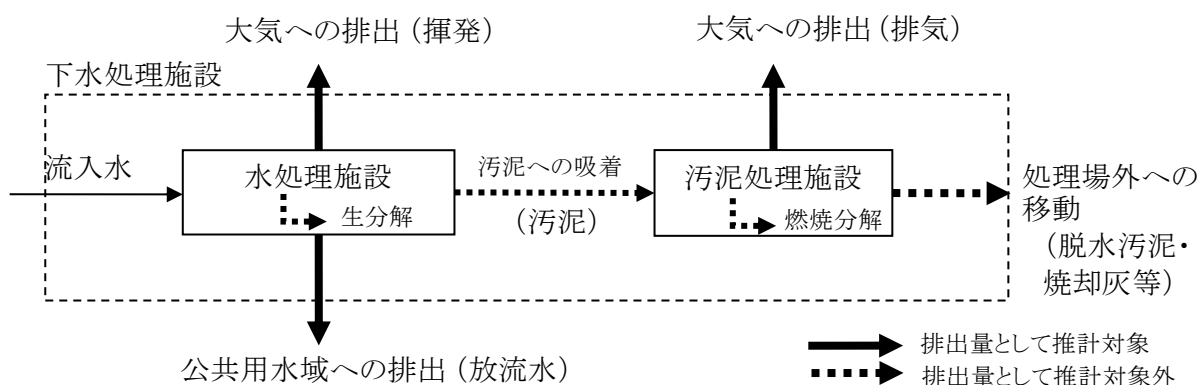 大気への排出（揮発）
大気への排出（排気）
下水処理施設
流入水
水処理施設
生分解
汚泥への吸着
（汚泥）
汚泥処理施設
燃焼分解
処理場外への
移動
（脱水汚泥・
焼却灰等）
公共用水域への排出（放流水）
排出量として推計対象
排出量として推計対象外